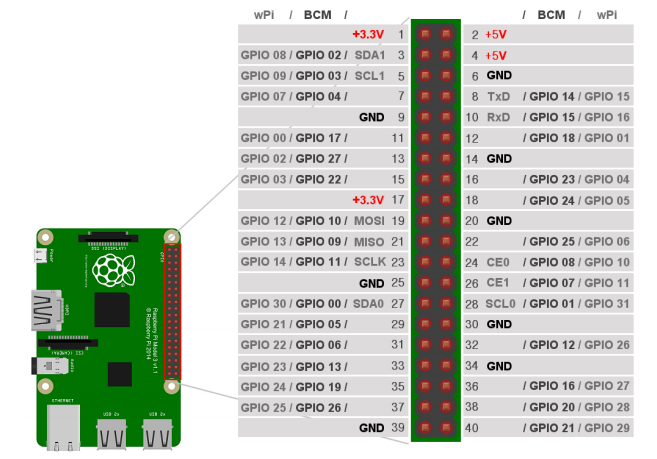 wPi / BCM / / BCM / wPi
+3.3V 1 2 +5V
GPIO 08 / GPIO 02 / SDA1 3 4 +5V
GPIO 09 / GPIO 03 / SCL1 5 6 GND
GPIO 07 / GPIO 04 / 7 8 TxD / GPIO 14 / GPIO 15
GND 9 10 RxD / GPIO 15 / GPIO 16
GPIO 00 / GPIO 17 / 11 12 / GPIO 18 / GPIO 01
GPIO 02 / GPIO 27 / 13 14 GND
GPIO 03 / GPIO 22 / 15 16 / GPIO 23 / GPIO 04
+3.3V 17 18 / GPIO 24 / GPIO 05
GPIO 12 / GPIO 10 / MOSI 19 20 GND
GPIO 13 / GPIO 09 / MISO 21 22 / GPIO 25 / GPIO 06
GPIO 14 / GPIO 11 / SCLK 23 24 CE0 / GPIO 08 / GPIO 10
GND 25 26 CE1 / GPIO 07 / GPIO 11
GPIO 30 / GPIO 00 / SDA0 27 28 SCL0 / GPIO 01 / GPIO 31
GPIO 21 / GPIO 05 / 29 30 GND
GPIO 22 / GPIO 06 / 31 32 / GPIO 12 / GPIO 26
GPIO 23 / GPIO 13 / 33 34 GND
GPIO 24 / GPIO 19 / 35 36 / GPIO 16 / GPIO 27
GPIO 25 / GPIO 26 / 37 38 / GPIO 20 / GPIO 28
GND 39 40 / GPIO 21 / GPIO 29
DSI (DISPLAY)
GPIO
Power
HDMI
Raspberry Pi Model 3 v1.1
© Raspberry Pi 2014
CSI (CAMERA)
Audio
ETHERNET
USB 2x
USB 2x